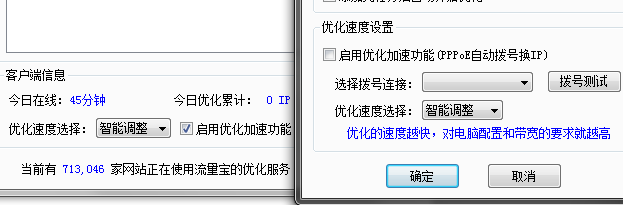 客户端信息
今日在线：45分钟 今日优化累计： 0 IP
优化速度选择： 智能调整 启用优化加速功能
当前有 713,046 家网站正在使用流量宝的优化服务
优化速度设置
启用优化加速功能(PPPoE自动拨号换IP)
选择拨号连接： 拨号测试
优化速度选择： 智能调整
优化的速度越快，对电脑配置和带宽的要求就越高
确定 取消